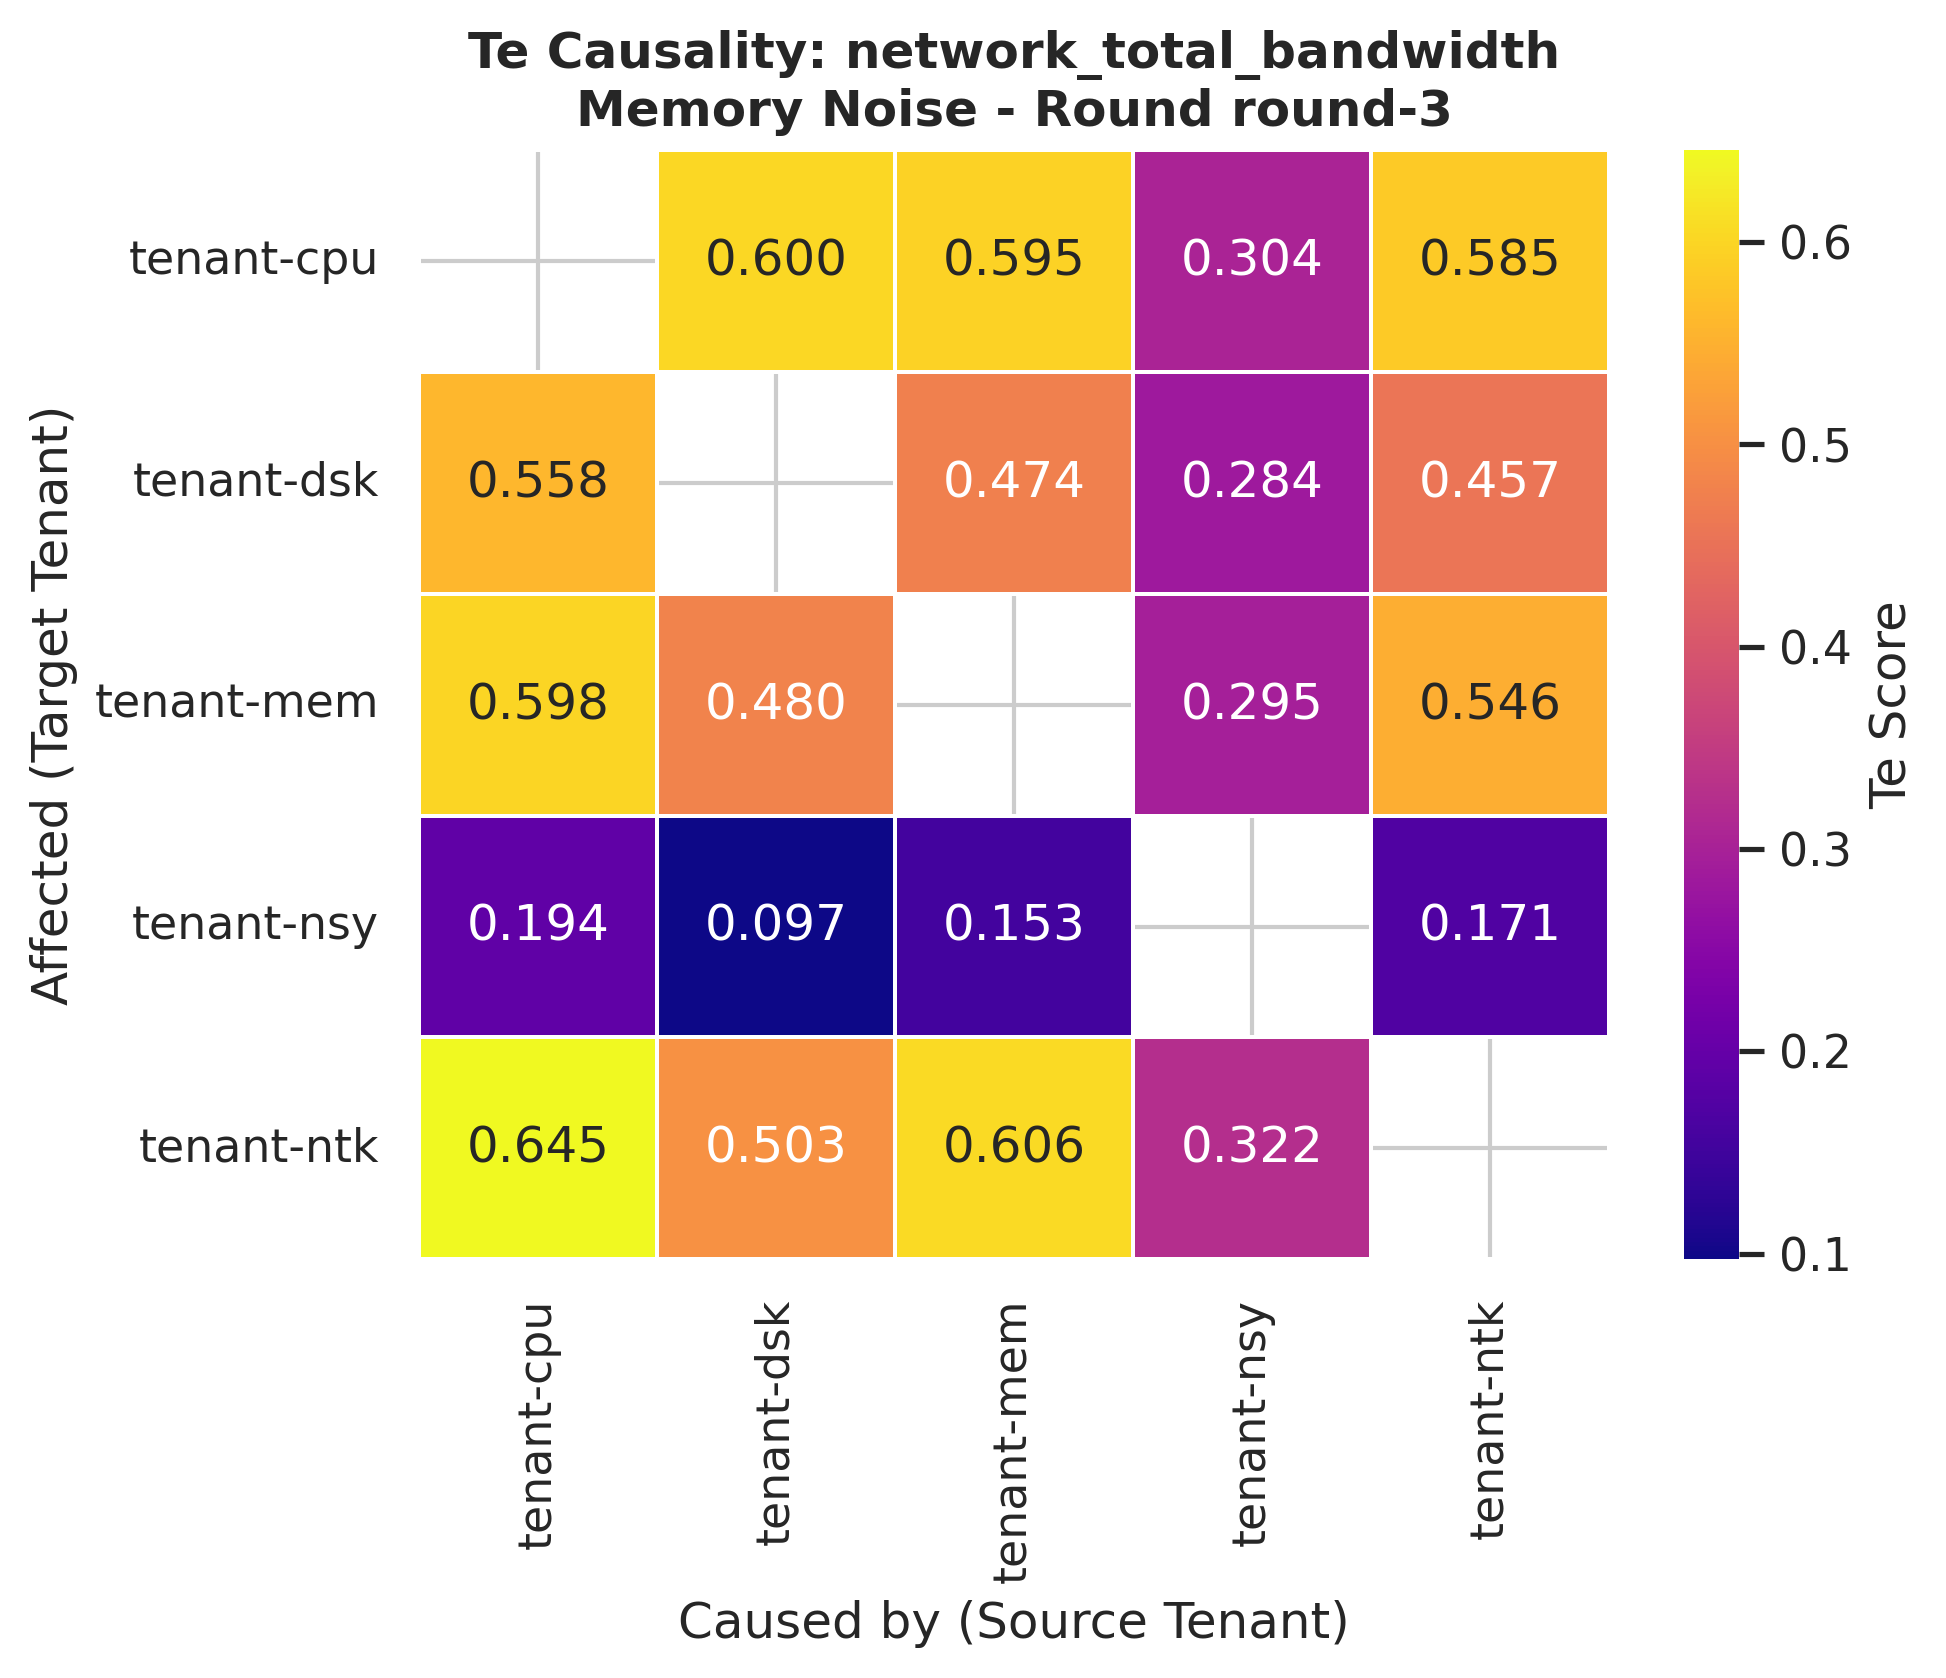 Te Causality: network_total_bandwidth
Memory Noise - Round round-3
tenant-cpu 0.600 0.595 0.304 0.585
tenant-dsk 0.558 0.474 0.284 0.457
tenant-mem 0.598 0.480 0.295 0.546
tenant-nsy 0.194 0.097 0.153 0.171
tenant-ntk 0.645 0.503 0.606 0.322
Affected (Target Tenant)
tenant-cpu
tenant-dsk
tenant-mem
tenant-nsy
tenant-ntk
Caused by (Source Tenant)
0.6
0.5
0.4
0.3
0.2
0.1
Te Score